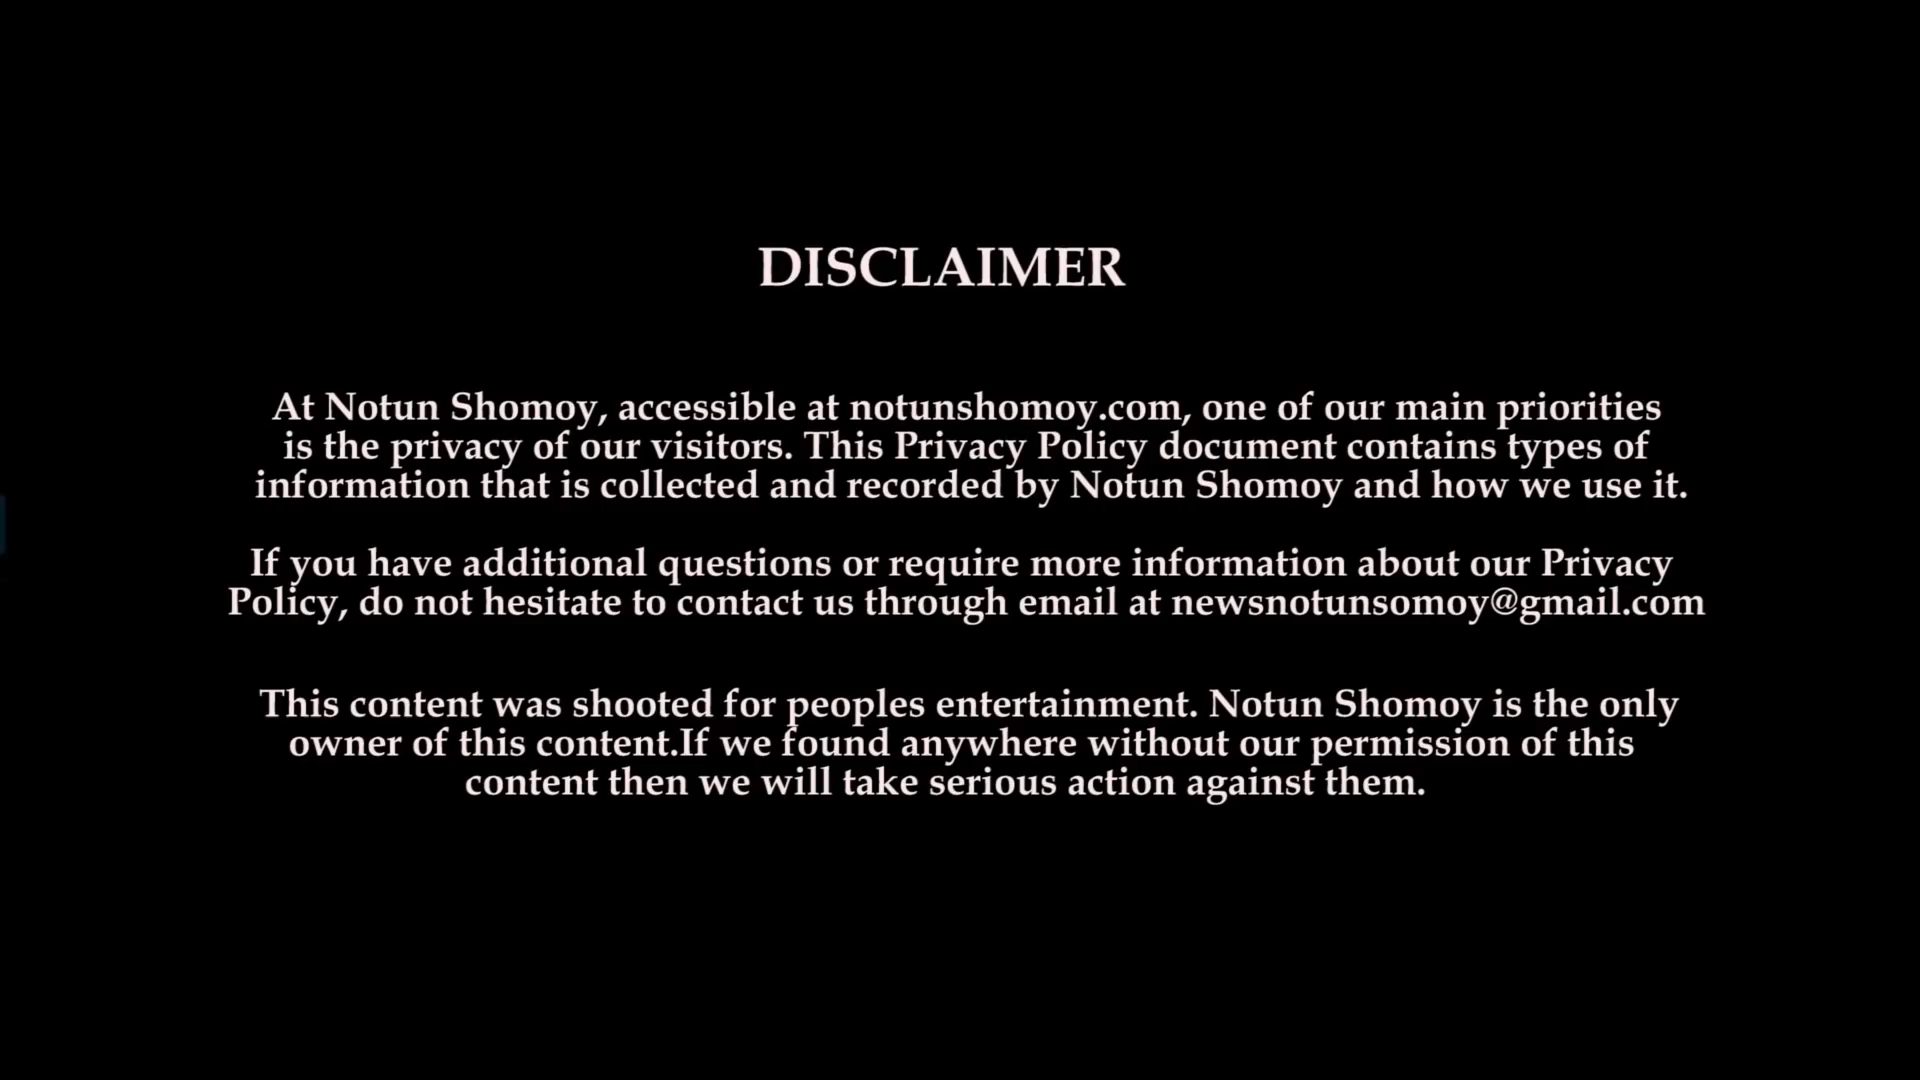 DISCLAIMER
At Notun Shomoy, accessible at notunshomoy.com, one of our main priorities
is the privacy of our visitors. This Privacy Policy document contains types of
information that is collected and recorded by Notun Shomoy and how we use it.
If you have additional questions or require more information about our Privacy
Policy, do not hesitate to contact us through email at newsnotunsomoy@gmail.com
This content was shooted for peoples entertainment. Notun Shomoy is the only
owner of this content.If we found anywhere without our permission of this
content then we will take serious action against them.